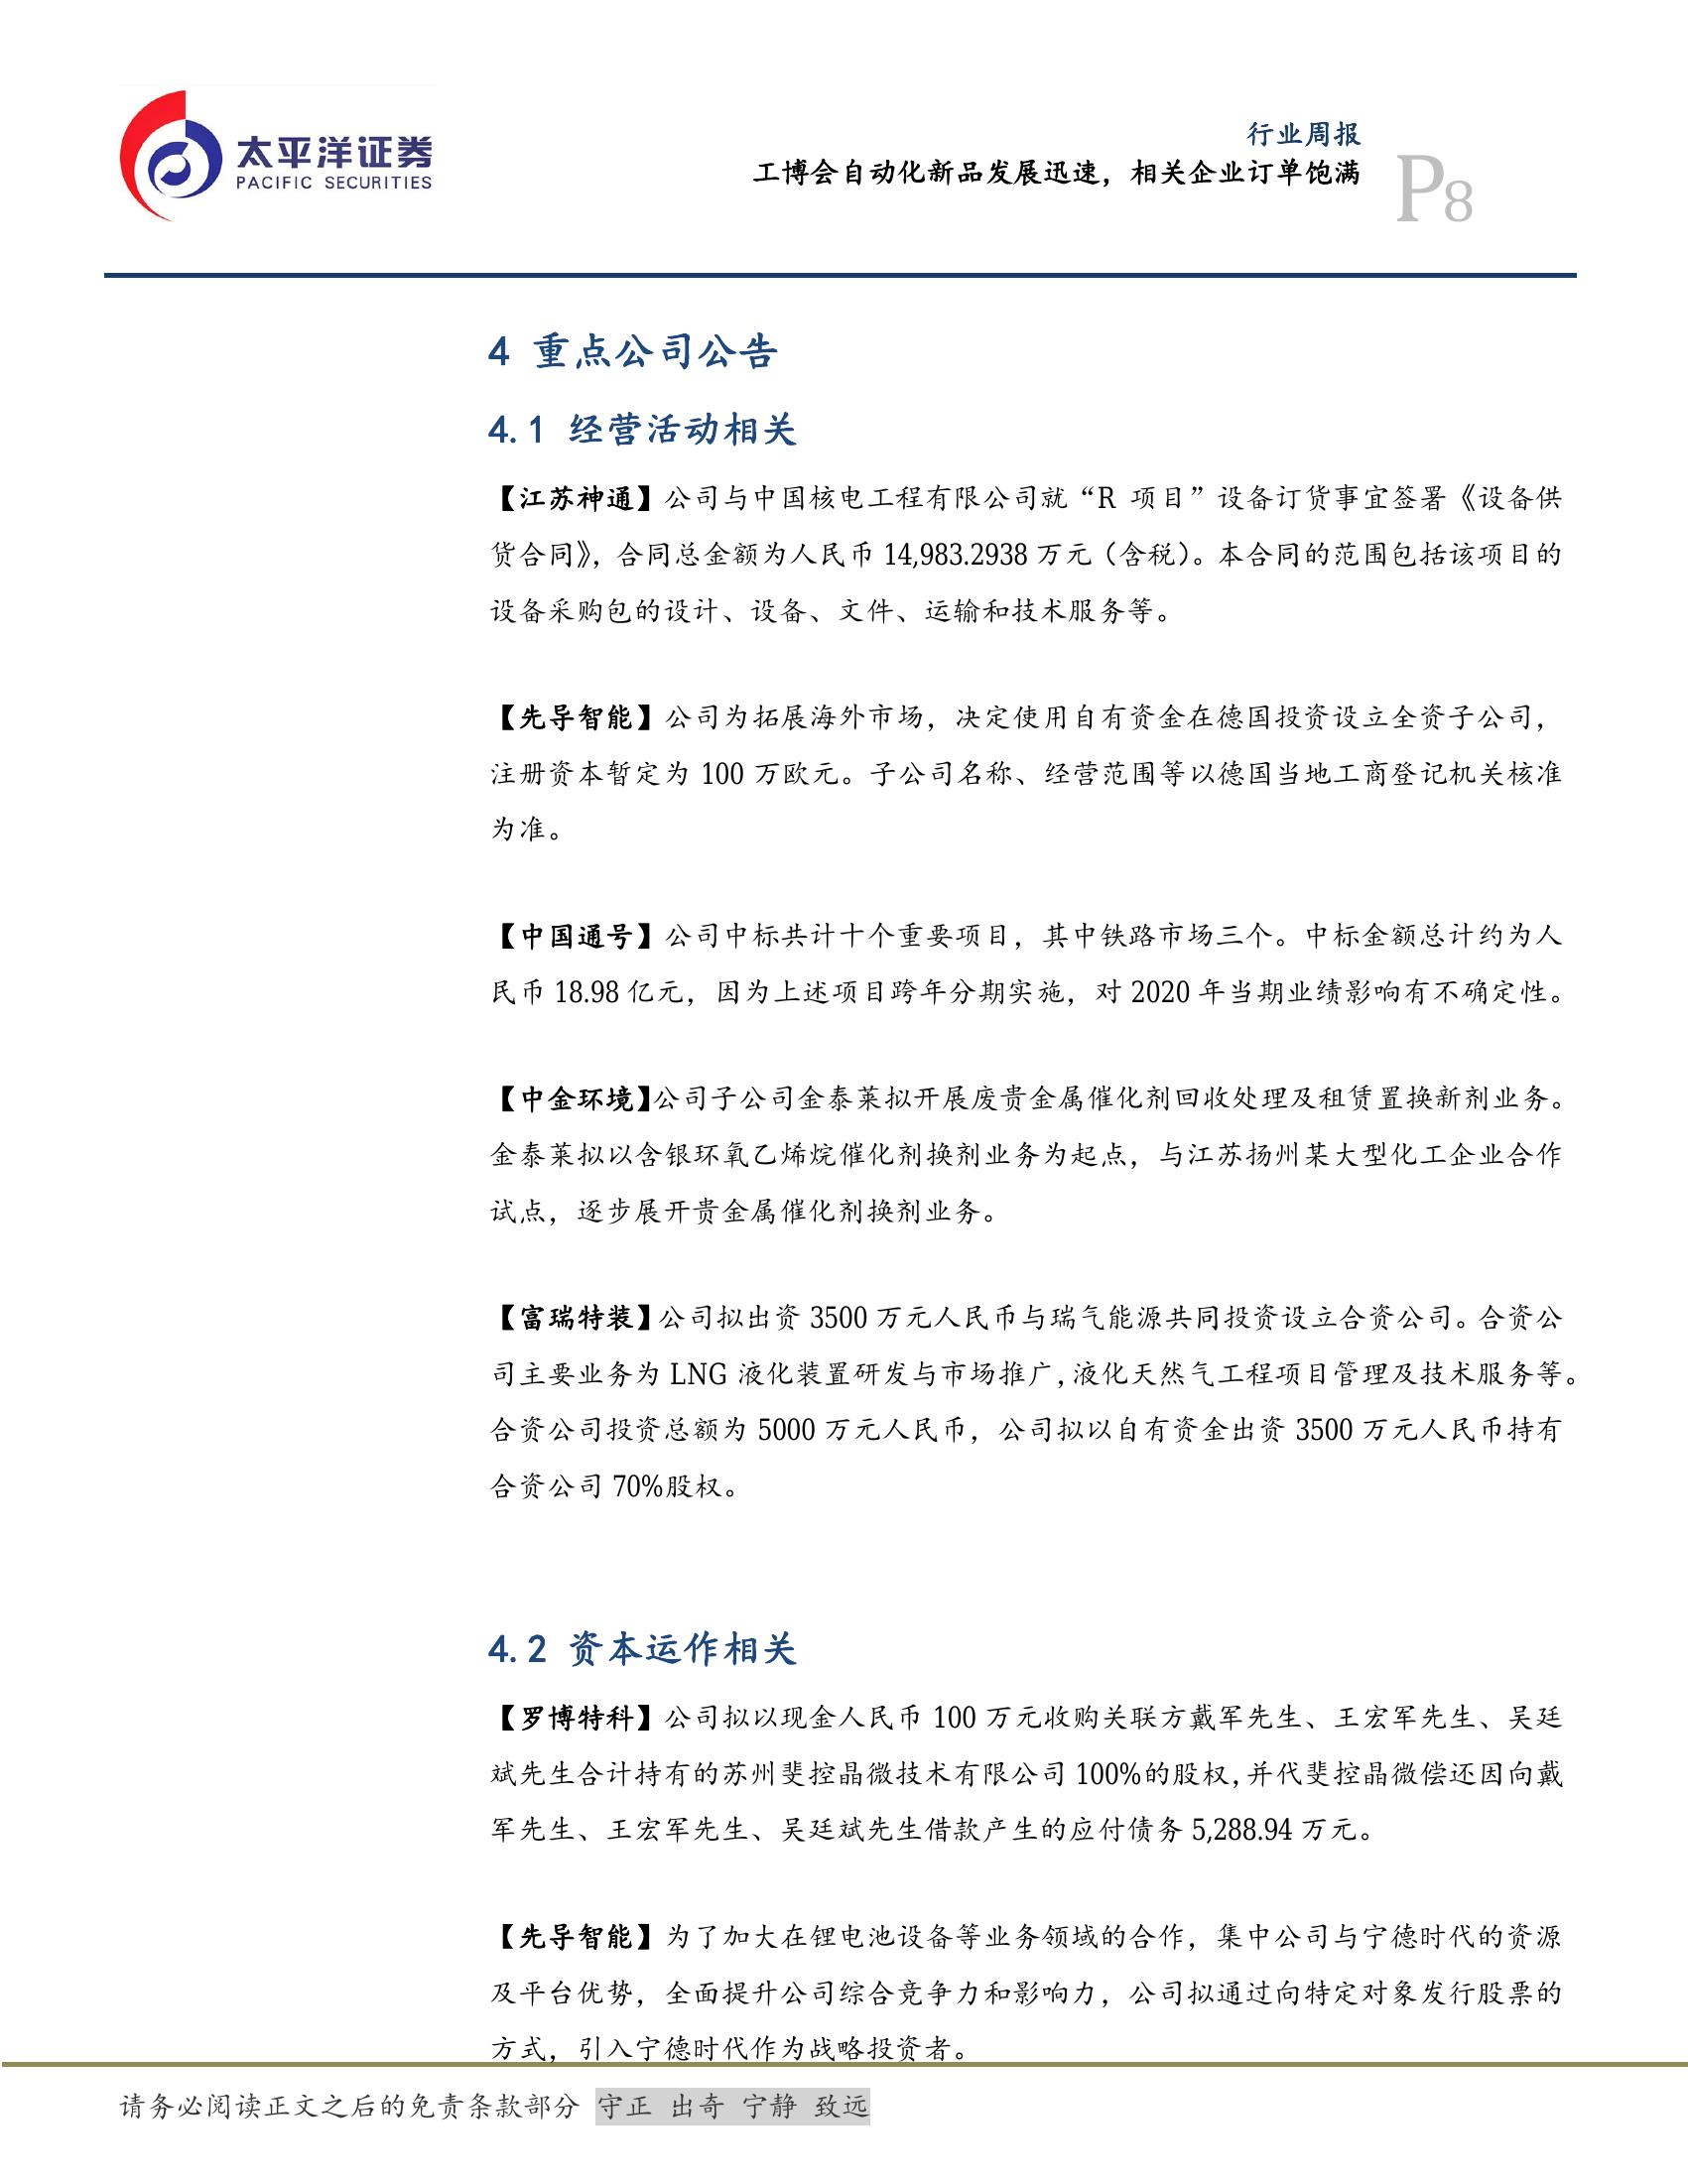 太平洋证券
PACIFIC SECURITIES
行业周报
工博会自动化新品发展迅速，相关企业订单饱满
P8
4 重点公司公告
4.1 经营活动相关
【江苏神通】公司与中国核电工程有限公司就“R 项目”设备订货事宜签署《设备供
货合同》，合同总金额为人民币 14,983.2938 万元（含税）。本合同的范围包括该项目的
设备采购包的设计、设备、文件、运输和技术服务等。
【先导智能】公司为拓展海外市场，决定使用自有资金在德国投资设立全资子公司，
注册资本暂定为 100 万欧元。子公司名称、经营范围等以德国当地工商登记机关核准
为准。
【中国通号】公司中标共计十个重要项目，其中铁路市场三个。中标金额总计约为人
民币 18.98 亿元，因为上述项目跨年分期实施，对 2020 年当期业绩影响有不确定性。
【中金环境】公司子公司金泰莱拟开展废贵金属催化剂回收处理及租赁置换新剂业务。
金泰莱拟以含银环氧乙烯烷催化剂换剂业务为起点，与江苏扬州某大型化工企业合作
试点，逐步展开贵金属催化剂换剂业务。
【富瑞特装】公司拟出资 3500 万元人民币与瑞气能源共同投资设立合资公司。合资公
司主要业务为 LNG 液化装置研发与市场推广，液化天然气工程项目管理及技术服务等。
合资公司投资总额为 5000 万元人民币，公司拟以自有资金出资 3500 万元人民币持有
合资公司 70%股权。
4.2 资本运作相关
【罗博特科】公司拟以现金人民币 100 万元收购关联方戴军先生、王宏军先生、吴廷
斌先生合计持有的苏州斐控晶微技术有限公司 100%的股权，并代斐控晶微偿还因向戴
军先生、王宏军先生、吴廷斌先生借款产生的应付债务 5,288.94 万元。
【先导智能】为了加大在锂电池设备等业务领域的合作，集中公司与宁德时代的资源
及平台优势，全面提升公司综合竞争力和影响力，公司拟通过向特定对象发行股票的
方式，引入宁德时代作为战略投资者。
请务必阅读正文之后的免责条款部分 守正 出奇 宁静 致远